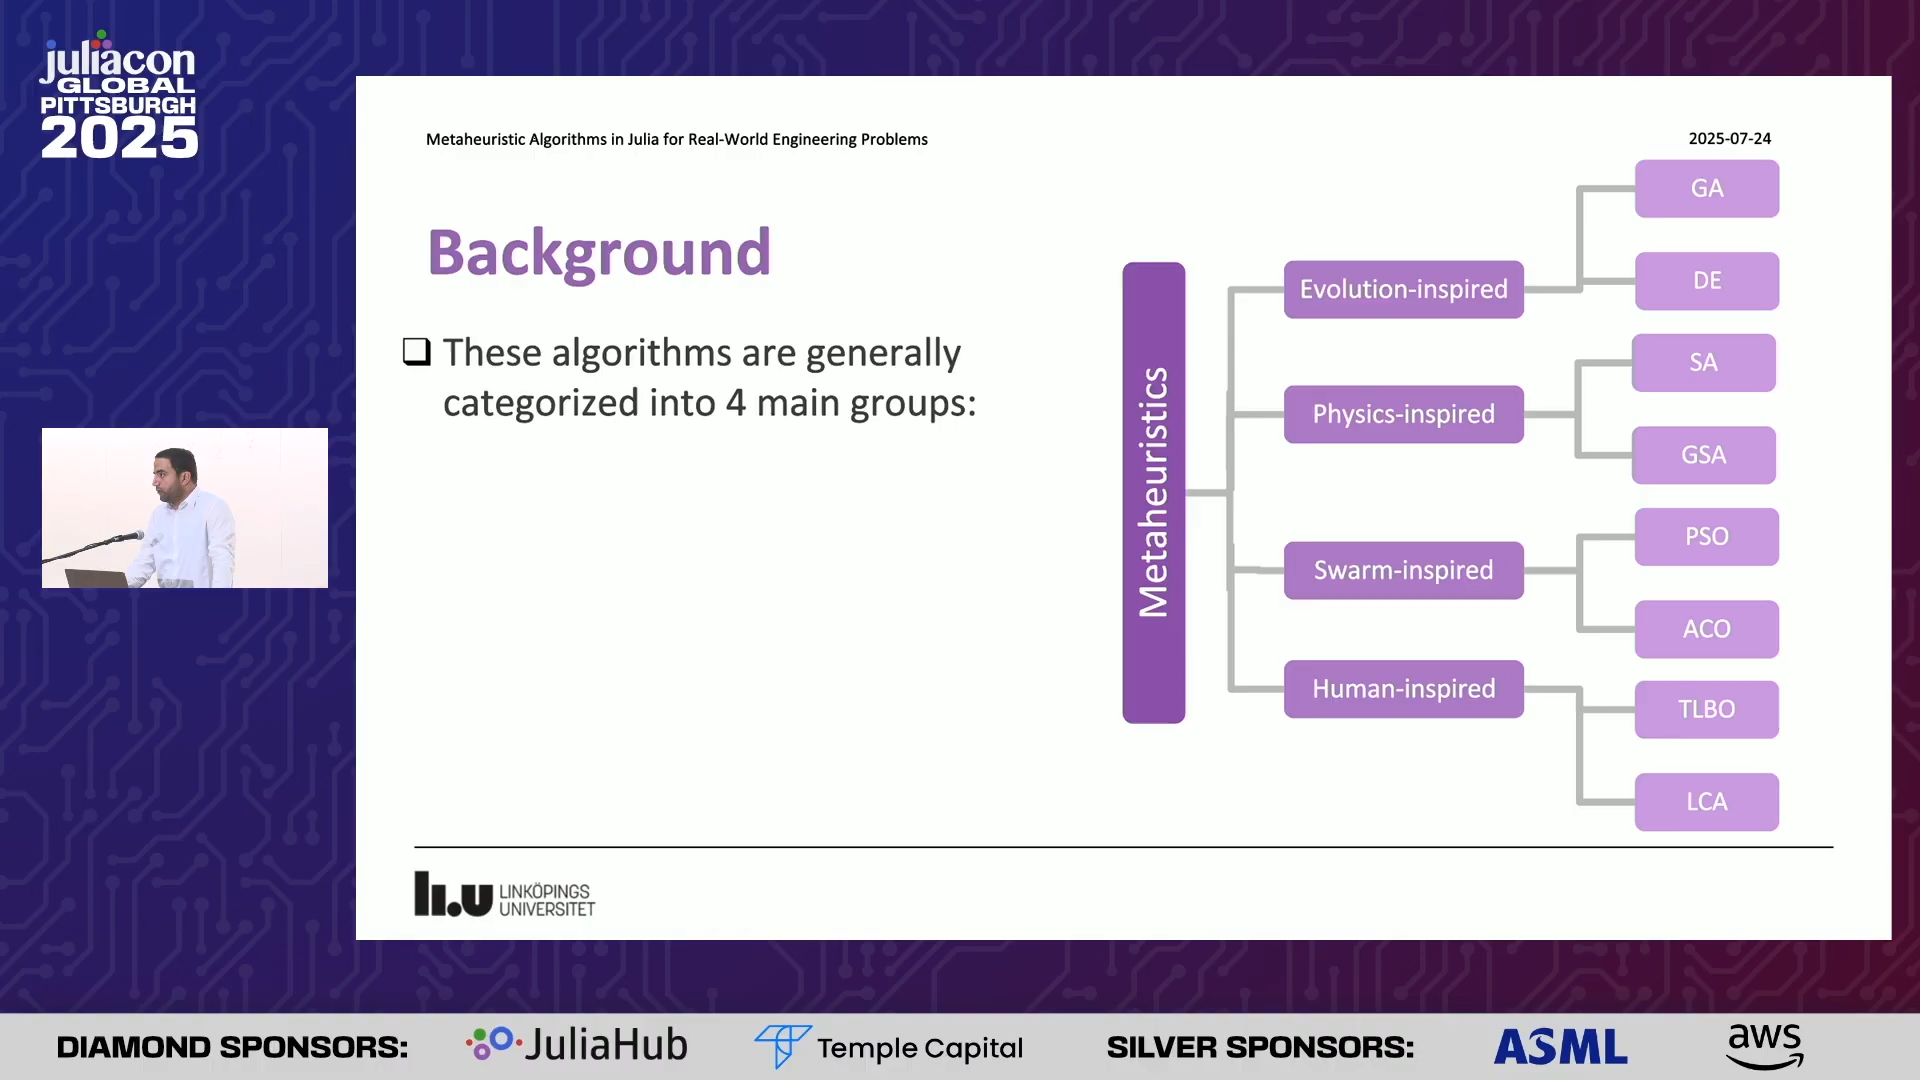 juliacon
GLOBAL
PITTSBURGH
2025
Metaheuristic Algorithms in Julia for Real-World Engineering Problems
2025-07-24
Background
❑ These algorithms are generally
categorized into 4 main groups:
Metaheuristics
Evolution-inspired
GA
DE
Physics-inspired
SA
GSA
Swarm-inspired
PSO
ACO
Human-inspired
TLBO
LCA
li.u LINKÖPINGS
UNIVERSITET
DIAMOND SPONSORS: JuliaHub Temple Capital SILVER SPONSORS: ASML aws